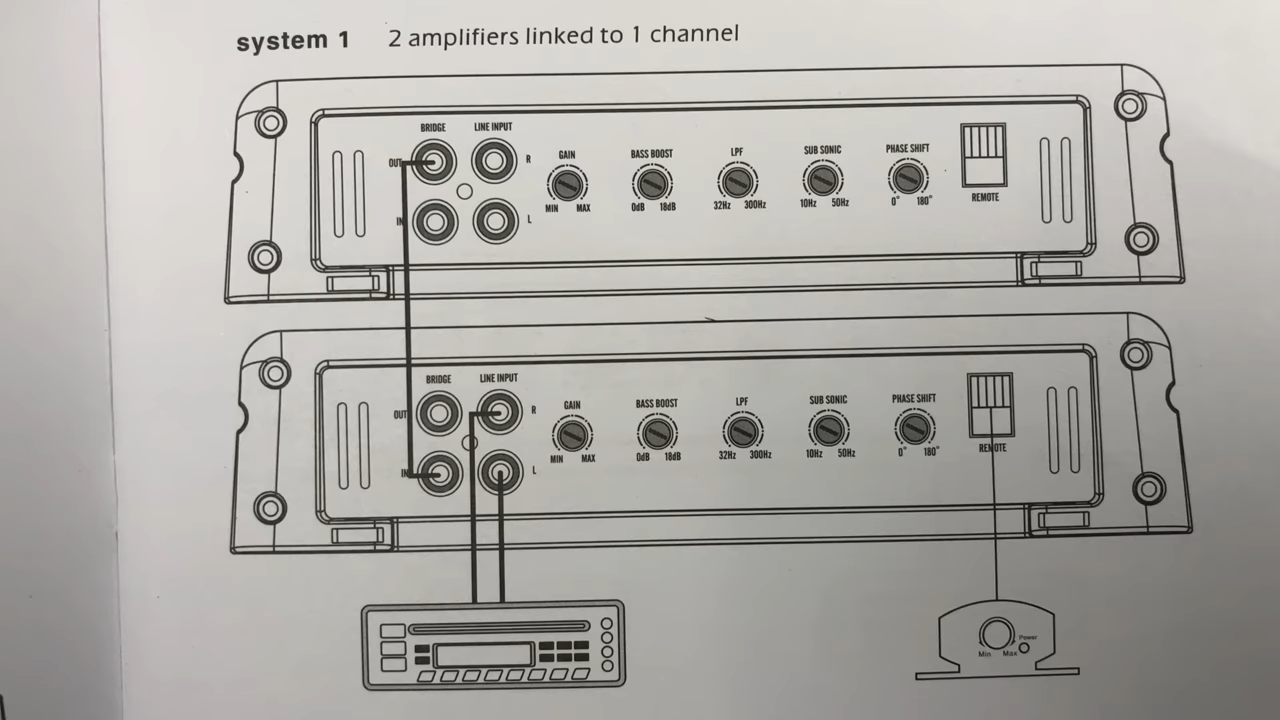 system 1 2 amplifiers linked to 1 channel
BRIDGE LINE INPUT
OUT R
GAIN BASS BOOST LPF SUB SONIC PHASE SHIFT
IN L
MIN MAX 0dB 18dB 32Hz 300Hz 10Hz 50Hz 0° 180° REMOTE
BRIDGE LINE INPUT
OUT R
GAIN BASS BOOST LPF SUB SONIC PHASE SHIFT
IN L
MIN MAX 0dB 18dB 32Hz 300Hz 10Hz 50Hz 0° 180° REMOTE
Power
Min Max